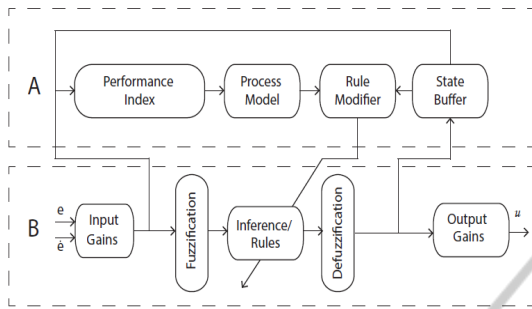 A
Performance
Index
Process
Model
Rule
Modifier
State
Buffer
B
e
ė
Input
Gains
Fuzzification
Inference/
Rules
Defuzzification
Output
Gains
u